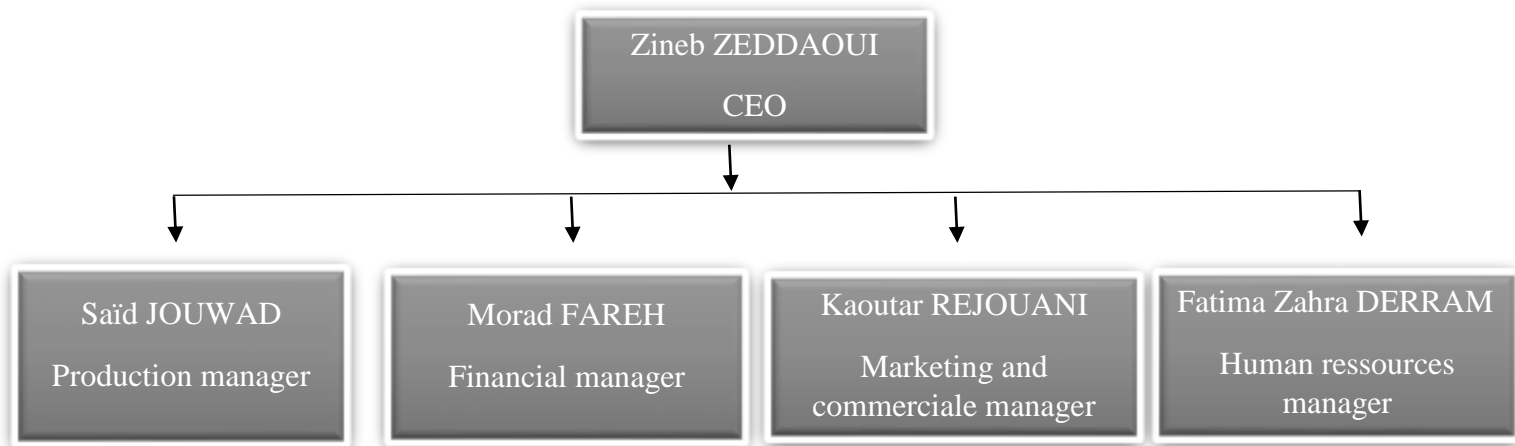 Zineb ZEDDAOUI
CEO
Saïd JOUWAD
Production manager
Morad FAREH
Financial manager
Kaoutar REJOUANI
Marketing and
commerciale manager
Fatima Zahra DERRAM
Human ressources
manager